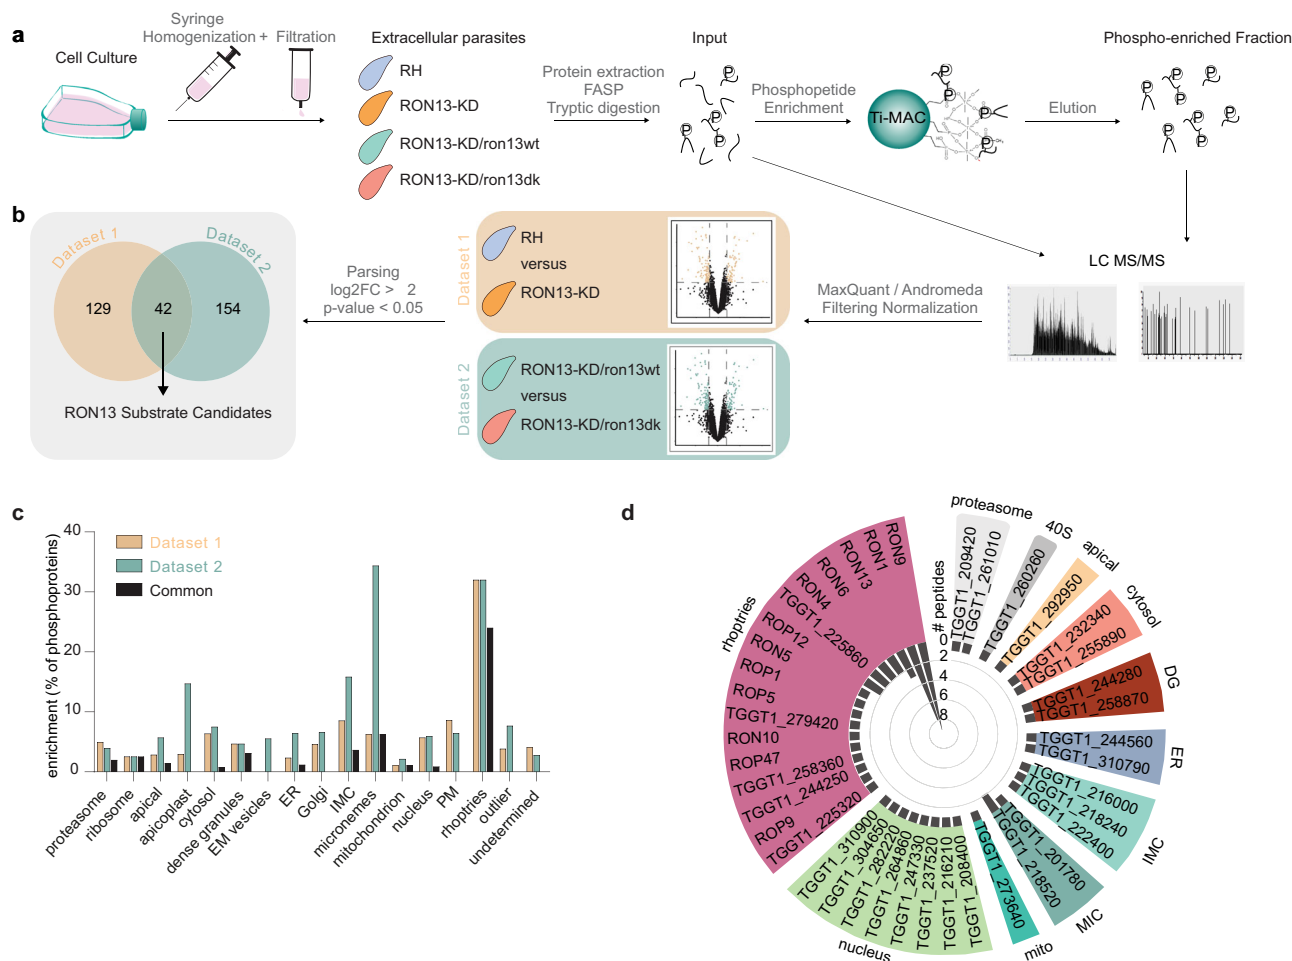 a
Syringe
Homogenization + Filtration
Cell Culture
Extracellular parasites
RH
RON13-KD
RON13-KD/ron13wt
RON13-KD/ron13dk
Protein extraction
FASP
Tryptic digestion
Input
P
P
P
P
Phosphopetide
Enrichment
Ti-MAC
P
P
P
P
Elution
Phospho-enriched Fraction
P
P
P
P
P
P
P
LC MS/MS
MaxQuant / Andromeda
Filtering Normalization
b
Dataset 1
Dataset 2
129
42
154
RON13 Substrate Candidates
Parsing
log2FC > 2
p-value < 0.05
Dataset 1
RH
versus
RON13-KD
Dataset 2
RON13-KD/ron13wt
versus
RON13-KD/ron13dk
c
enrichment (% of phosphoproteins)
40
30
20
10
0
Dataset 1
Dataset 2
Common
proteasome
ribosome
apical
apicoplast
cytosol
dense granules
EM vesicles
ER
Golgi
IMC
micronemes
mitochondrion
nucleus
PM
rhoptries
outlier
undetermined
d
# peptides
0
2
4
6
8
proteasome
TGGT1_209420
TGGT1_261010
40S
TGGT1_260260
apical
TGGT1_292950
cytosol
TGGT1_232340
TGGT1_255890
DG
TGGT1_244280
TGGT1_258870
ER
TGGT1_244560
TGGT1_310790
IMC
TGGT1_216000
TGGT1_218240
TGGT1_222400
MIC
TGGT1_201780
TGGT1_218520
mito
TGGT1_273640
nucleus
TGGT1_208400
TGGT1_216210
TGGT1_237520
TGGT1_247330
TGGT1_264860
TGGT1_282220
TGGT1_304650
TGGT1_310900
rhoptries
TGGT1_225320
ROP9
TGGT1_244250
TGGT1_258360
ROP47
RON10
TGGT1_279420
ROP5
ROP1
RON5
ROP12
TGGT1_225860
RON4
RON6
RON13
RON1
RON9